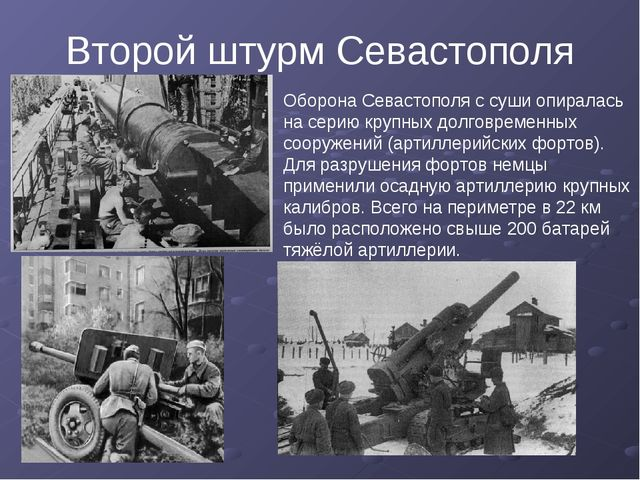 Второй штурм Севастополя
Оборона Севастополя с суши опиралась
на серию крупных долговременных
сооружений (артиллерийских фортов).
Для разрушения фортов немцы
применили осадную артиллерию крупных
калибров. Всего на периметре в 22 км
было расположено свыше 200 батарей
тяжёлой артиллерии.